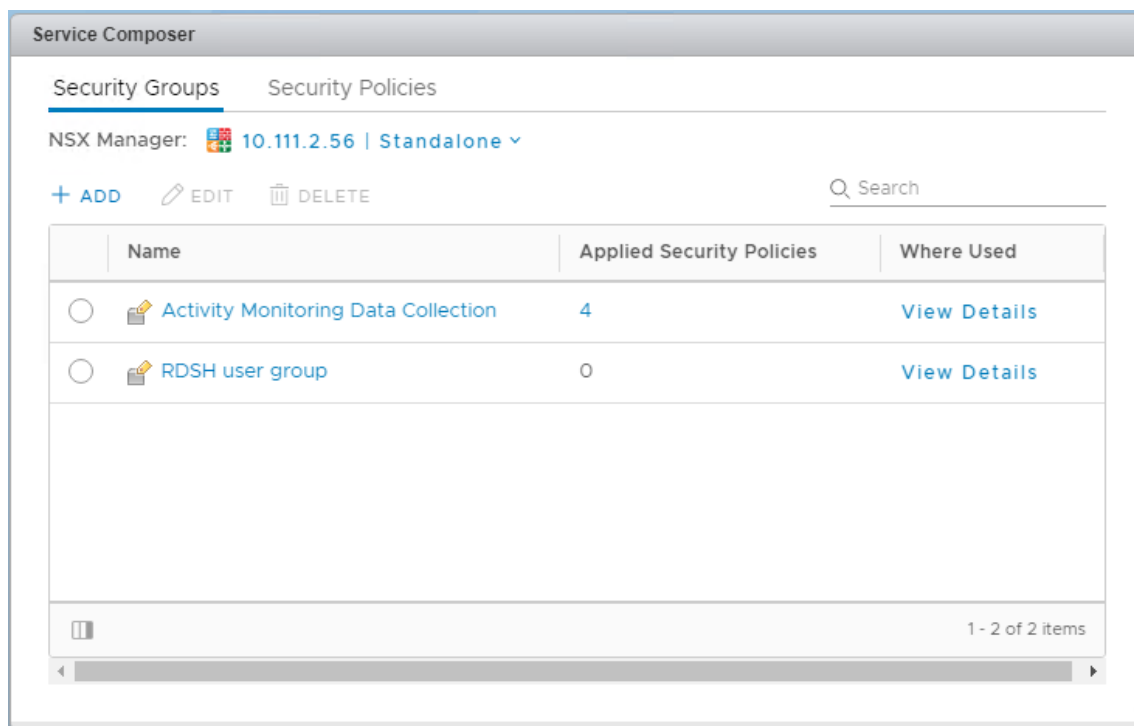 Service Composer
Security Groups Security Policies
NSX Manager: 10.111.2.56 | Standalone
+ ADD EDIT DELETE Search
Name Applied Security Policies Where Used
Activity Monitoring Data Collection 4 View Details
RDSH user group 0 View Details
1 - 2 of 2 items